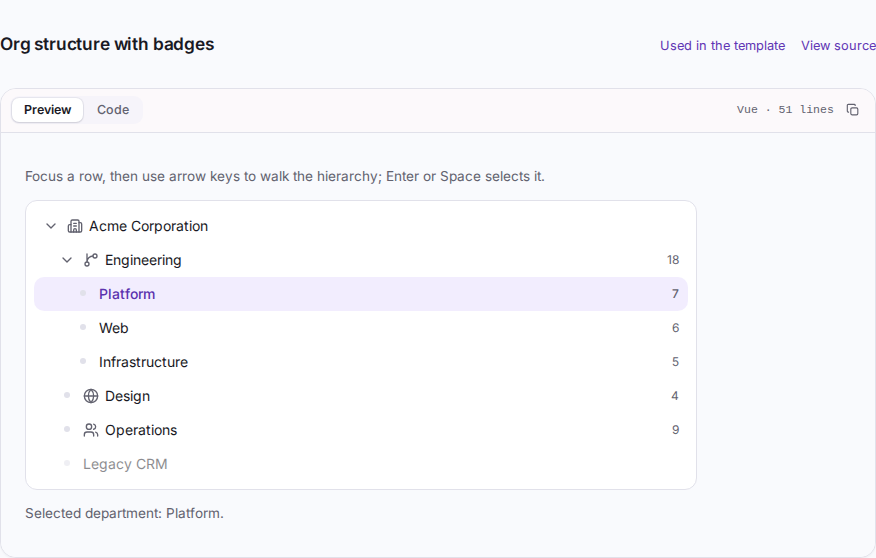 Org structure with badges
Used in the template
View source
Preview
Code
Vue · 51 lines
Focus a row, then use arrow keys to walk the hierarchy; Enter or Space selects it.
Acme Corporation
Engineering 18
Platform 7
Web 6
Infrastructure 5
Design 4
Operations 9
Legacy CRM
Selected department: Platform.